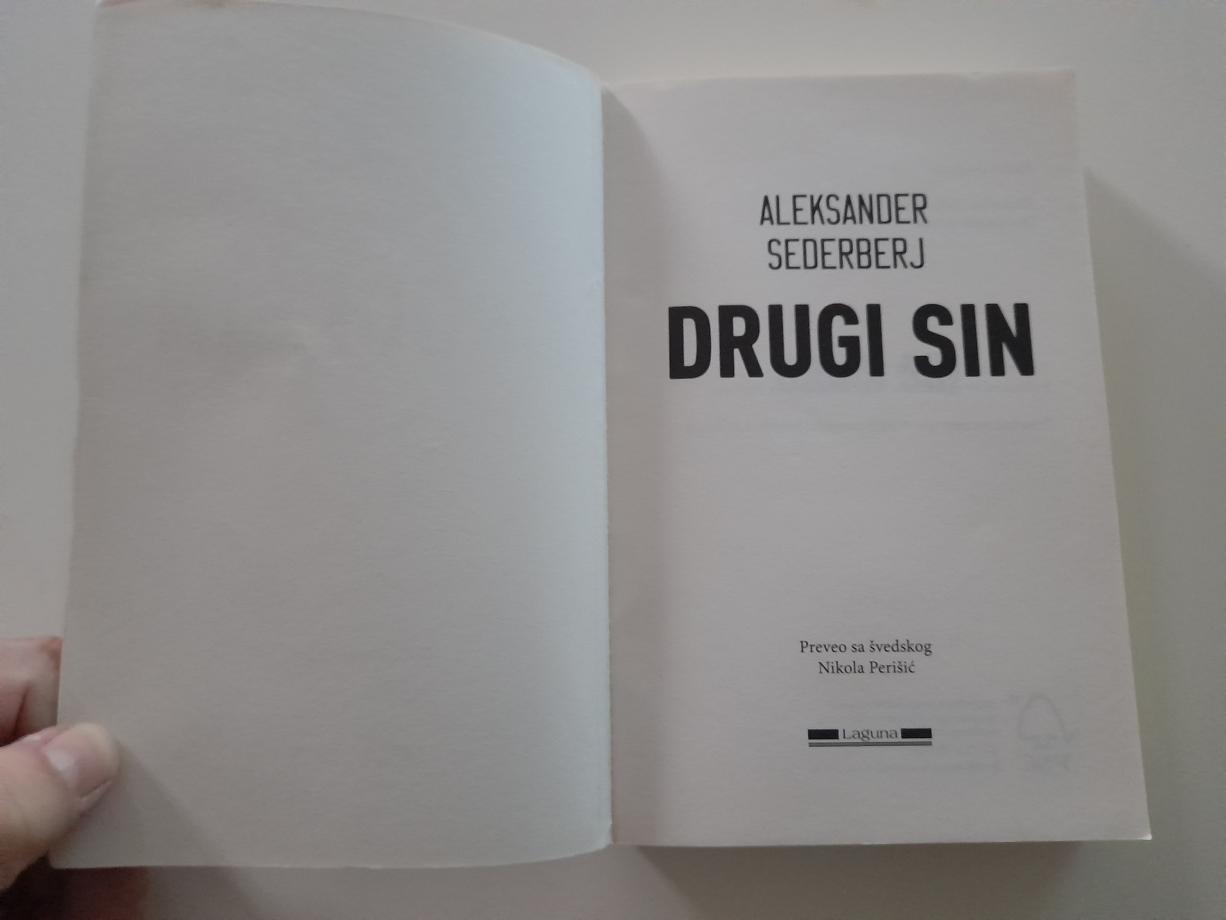 ALEKSANDER
SEDERBERJ
DRUGI SIN
Preveo sa švedskog
Nikola Perišić
Laguna